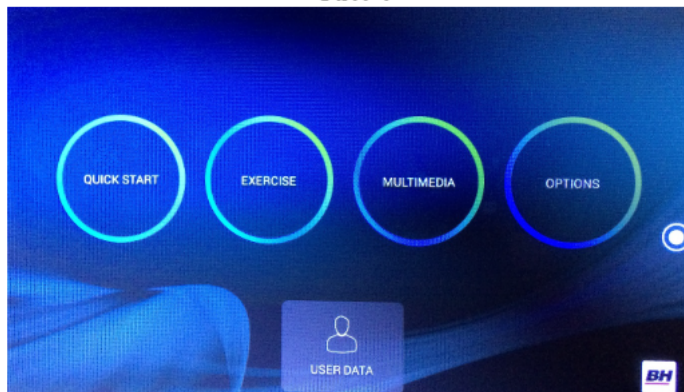 QUICK START
EXERCISE
MULTIMEDIA
OPTIONS
USER DATA
BH